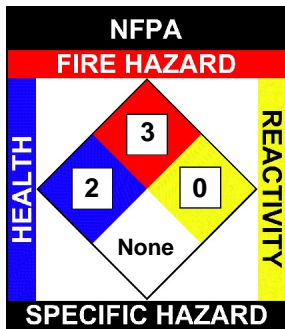 NFPA
FIRE HAZARD
HEALTH
3
2
0
REACTIVITY
None
SPECIFIC HAZARD